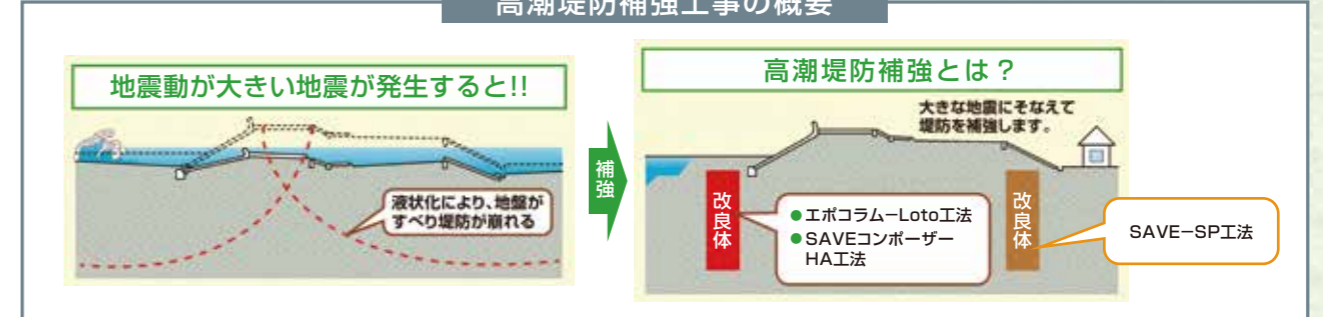 高潮堤防補強工事の概要
地震動が大きい地震が発生すると!!
液状化により、地盤が
すべり堤防が崩れる
補強
高潮堤防補強とは？
大きな地震にそなえて
堤防を補強します。
改良体
●エポコラム－Loto工法
●SAVEコンポーザー
HA工法
改良体
SAVE－SP工法